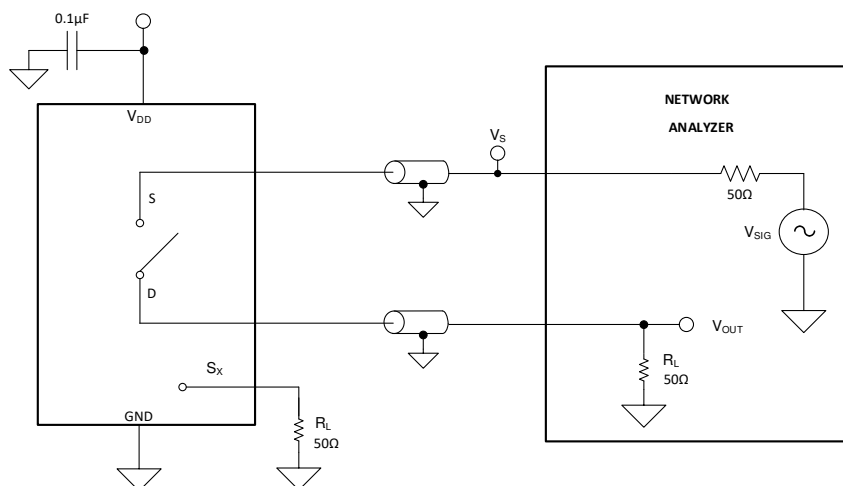 0.1µF
VDD
NETWORK
ANALYZER
VS
S
50Ω
VSIG
D
VOUT
SX
RL
50Ω
GND
RL
50Ω